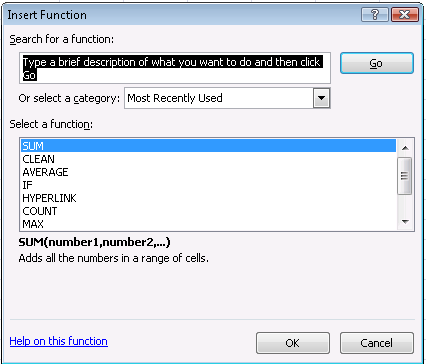 Insert Function
Search for a function:
Type a brief description of what you want to do and then click
Go
Go
Or select a category: Most Recently Used
Select a function:
SUM
CLEAN
AVERAGE
IF
HYPERLINK
COUNT
MAX
SUM(number1,number2,...)
Adds all the numbers in a range of cells.
Help on this function
OK
Cancel